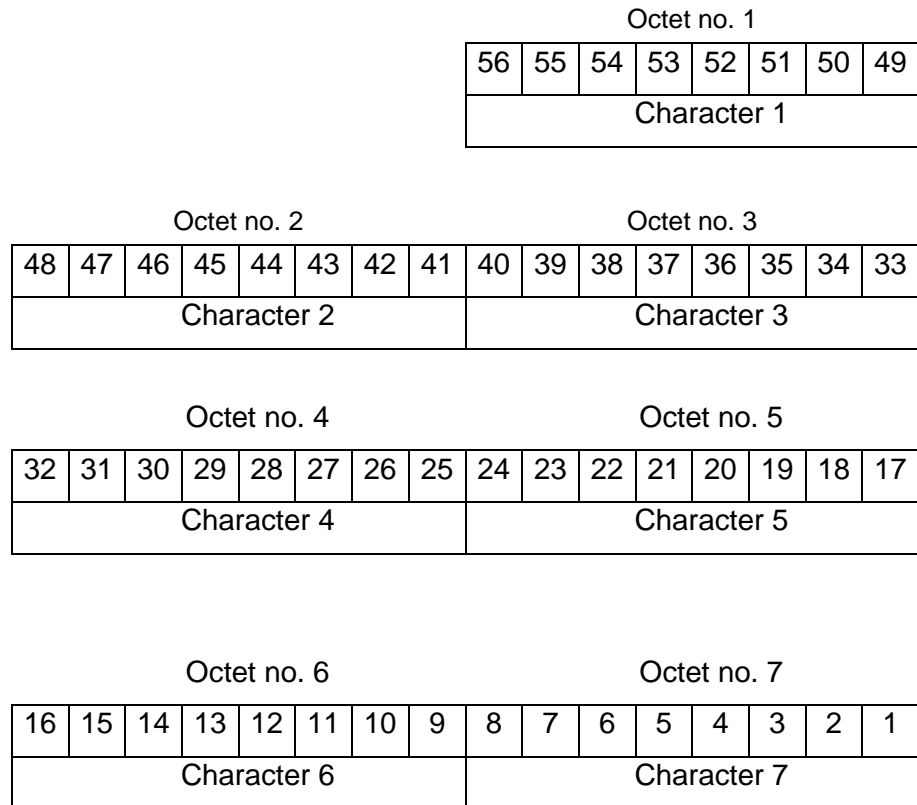 Octet no. 1
56 55 54 53 52 51 50 49
Character 1
Octet no. 2 Octet no. 3
48 47 46 45 44 43 42 41 40 39 38 37 36 35 34 33
Character 2 Character 3
Octet no. 4 Octet no. 5
32 31 30 29 28 27 26 25 24 23 22 21 20 19 18 17
Character 4 Character 5
Octet no. 6 Octet no. 7
16 15 14 13 12 11 10 9 8 7 6 5 4 3 2 1
Character 6 Character 7